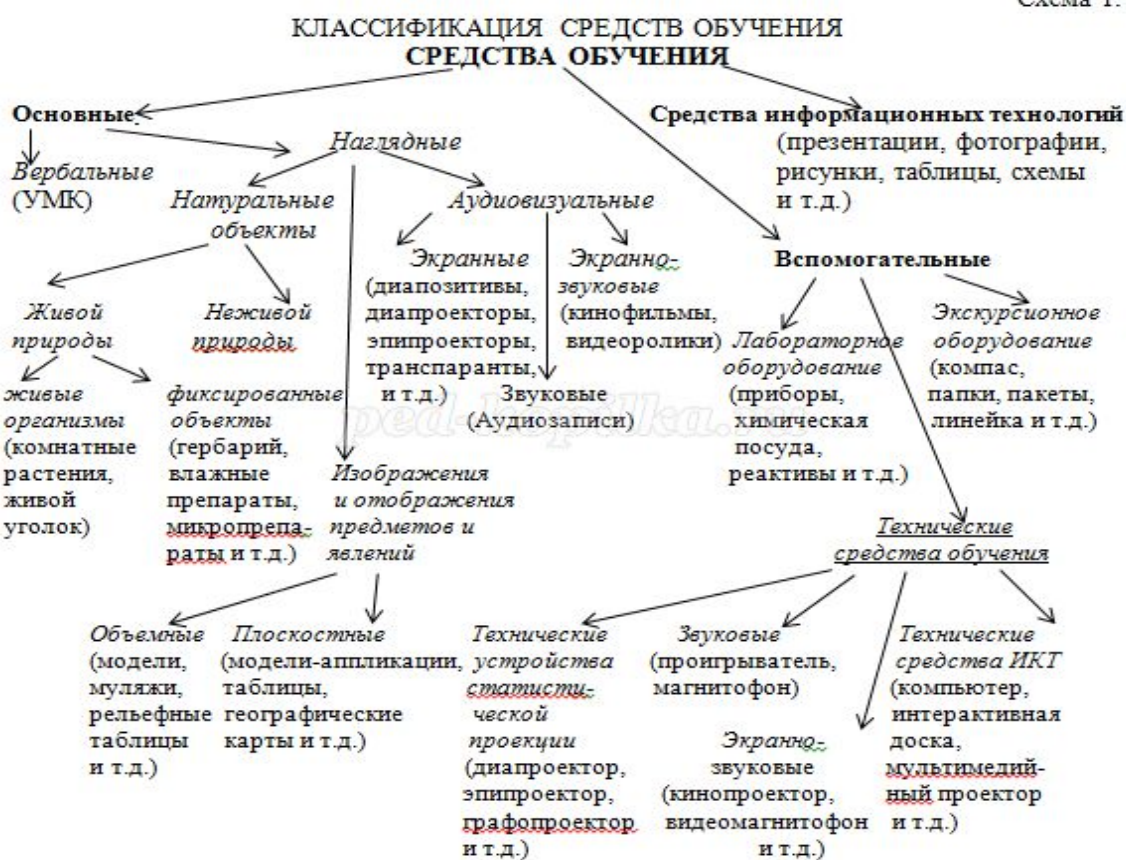 Схема 1.
КЛАССИФИКАЦИЯ СРЕДСТВ ОБУЧЕНИЯ
СРЕДСТВА ОБУЧЕНИЯ
Основные
Вербальные
(УМК)
Наглядные
Натуральные
объекты
Аудиовизуальные
Средства информационных технологий
(презентации, фотографии,
рисунки, таблицы, схемы
и т.д.)
Живой
природы
Неживой
природы
Экранные
(диапозитивы,
диапроекторы,
эпипроекторы,
транспаранты,
и т.д.)
Экранно-
звуковые
(кинофильмы,
видеоролики)
Звуковые
(Аудиозаписи)
Вспомогательные
Лабораторное
оборудование
(приборы,
химическая
посуда,
реактивы и т.д.)
Экскурсионное
оборудование
(компас,
папки, пакеты,
линейка и т.д.)
живые
организмы
(комнатные
растения,
живой
уголок)
фиксированные
объекты
(гербарий,
влажные
препараты,
микропрепа-
раты и т.д.)
ped-kopilka.ru
Изображения
и отображения
предметов и
явлений
Технические
средства обучения
Объемные
(модели,
муляжи,
рельефные
таблицы
и т.д.)
Плоскостные
(модели-аппликации,
таблицы,
географические
карты и т.д.)
Технические
устройства
статисти-
ческой
проекции
(диапроектор,
эпипроектор,
графопроектор
и т.д.)
Звуковые
(проигрыватель,
магнитофон)
Экранно-
звуковые
(кинопроектор,
видеомагнитофон
и т.д.)
Технические
средства ИКТ
(компьютер,
интерактивная
доска,
мультимедий-
ный проектор
и т.д.)